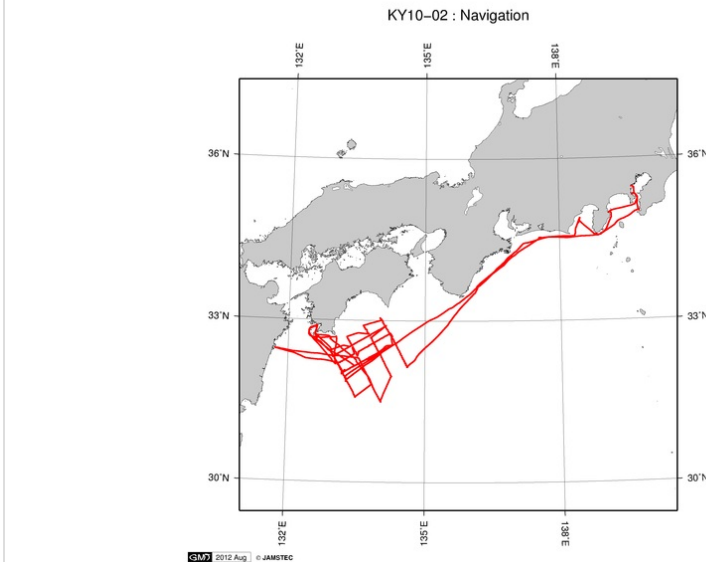 KY10−02 : Navigation
132˚E
135˚E
138˚E
36˚N
36˚N
33˚N
33˚N
30˚N
30˚N
132˚E
135˚E
138˚E
GMT 2012 Aug © JAMSTEC